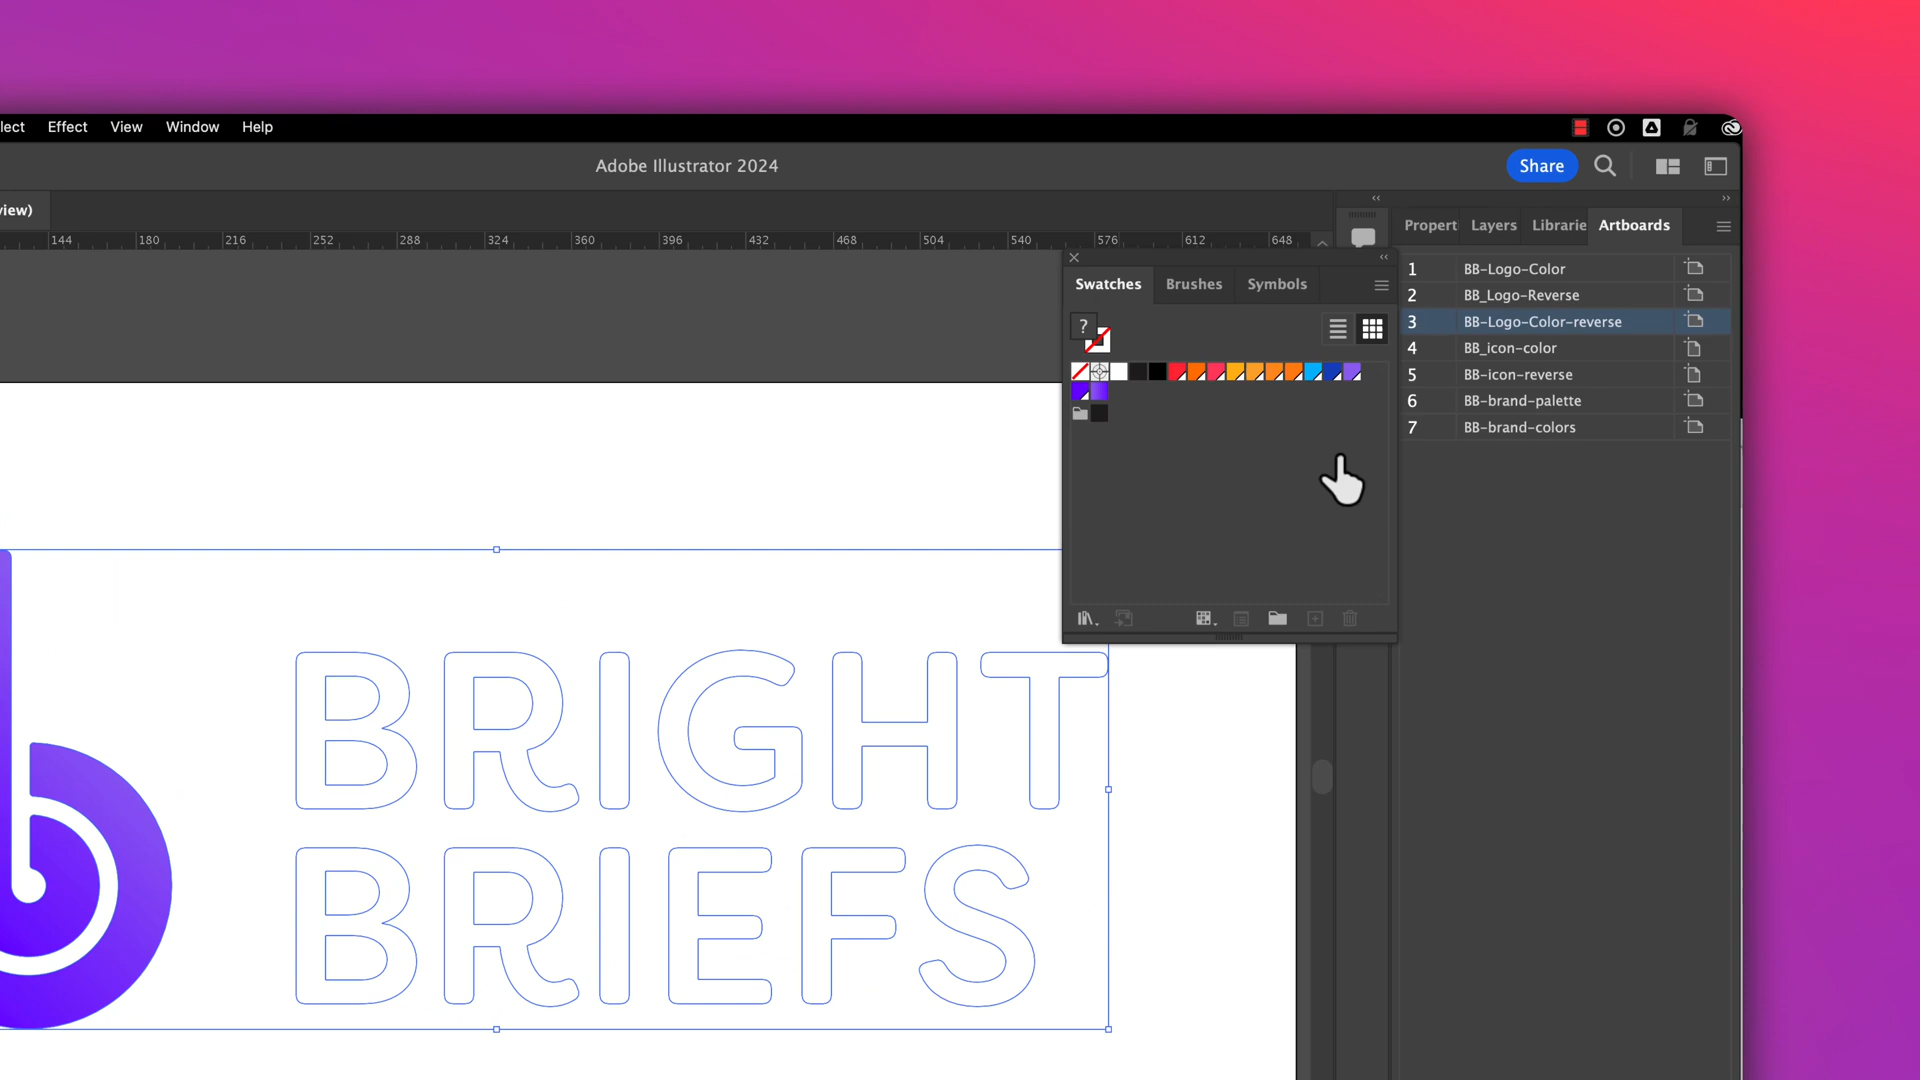 lect Effect View Window Help
Adobe Illustrator 2024
Share
view)
144 180 216 252 288 324 360 396 432 468 504 540 576 612 648
Propert Layers Librarie Artboards
Swatches Brushes Symbols
?
1 BB-Logo-Color
2 BB_Logo-Reverse
3 BB-Logo-Color-reverse
4 BB_icon-color
5 BB-icon-reverse
6 BB-brand-palette
7 BB-brand-colors
BRIGHT
BRIEFS